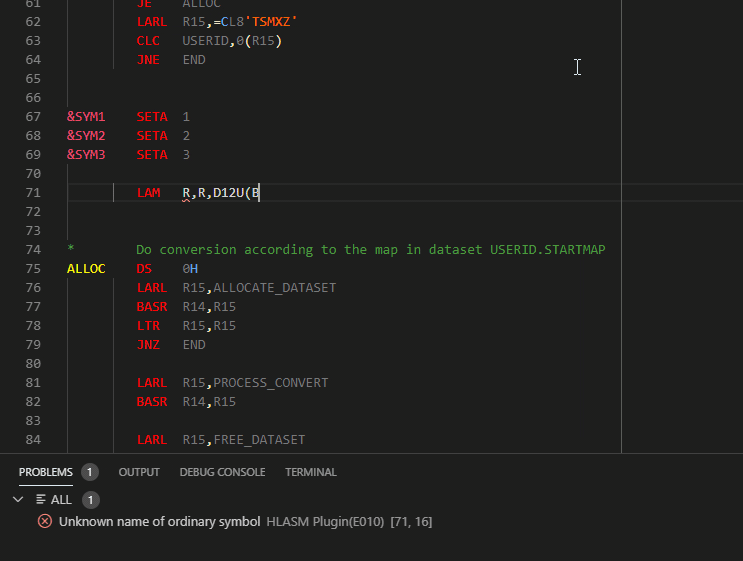 61 JE ALLOC
62 LARL R15,=CL8'TSMXZ'
63 CLC USERID,0(R15)
64 JNE END
65
66
67 &SYM1 SETA 1
68 &SYM2 SETA 2
69 &SYM3 SETA 3
70
71 LAM R,R,D12U(B
72
73
74 * Do conversion according to the map in dataset USERID.STARTMAP
75 ALLOC DS 0H
76 LARL R15,ALLOCATE_DATASET
77 BASR R14,R15
78 LTR R15,R15
79 JNZ END
80
81 LARL R15,PROCESS_CONVERT
82 BASR R14,R15
83
84 LARL R15,FREE_DATASET
PROBLEMS 1 OUTPUT DEBUG CONSOLE TERMINAL
ALL 1
Unknown name of ordinary symbol HLASM Plugin(E010) [71, 16]